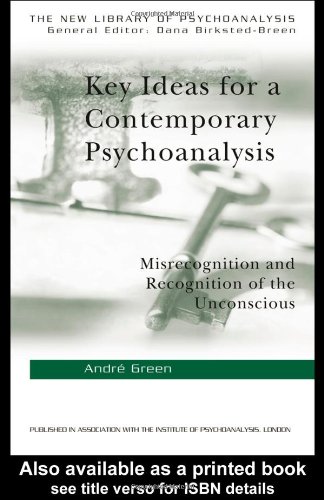 THE NEW LIBRARY OF PSYCHOANALYSIS
General Editor: Dana Birksted-Breen
Key Ideas for a
Contemporary
Psychoanalysis
Misrecognition and
Recognition of the
Unconscious
André Green
PUBLISHED IN ASSOCIATION WITH THE INSTITUTE OF PSYCHOANALYSIS, LONDON
Also available as a printed book
see title verso for ISBN details